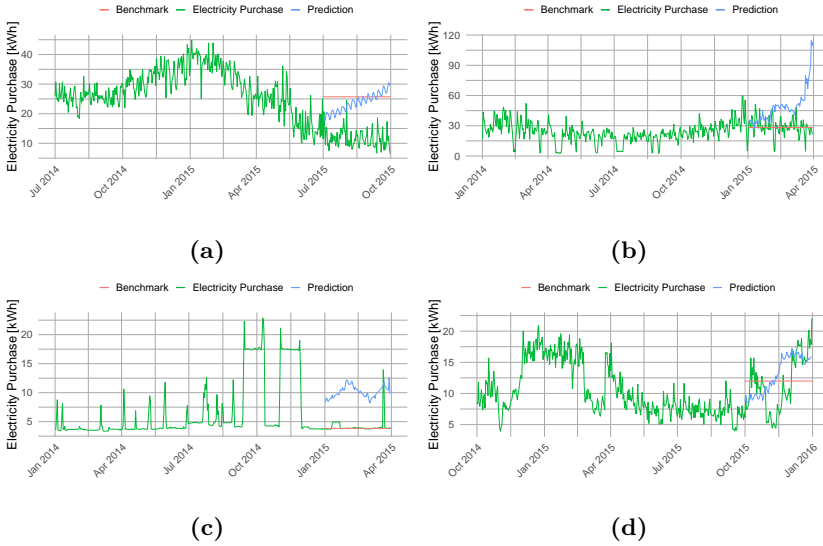 Benchmark Electricity Purchase Prediction
Electricity Purchase [kWh]
40
30
20
10
Jul 2014
Oct 2014
Jan 2015
Apr 2015
Jul 2015
Oct 2015
(a)
Benchmark Electricity Purchase Prediction
Electricity Purchase [kWh]
120
90
60
30
0
Jan 2014
Apr 2014
Jul 2014
Oct 2014
Jan 2015
Apr 2015
(b)
Benchmark Electricity Purchase Prediction
Electricity Purchase [kWh]
20
15
10
5
Jan 2014
Apr 2014
Jul 2014
Oct 2014
Jan 2015
Apr 2015
(c)
Benchmark Electricity Purchase Prediction
Electricity Purchase [kWh]
20
15
10
5
Oct 2014
Jan 2015
Apr 2015
Jul 2015
Oct 2015
Jan 2016
(d)